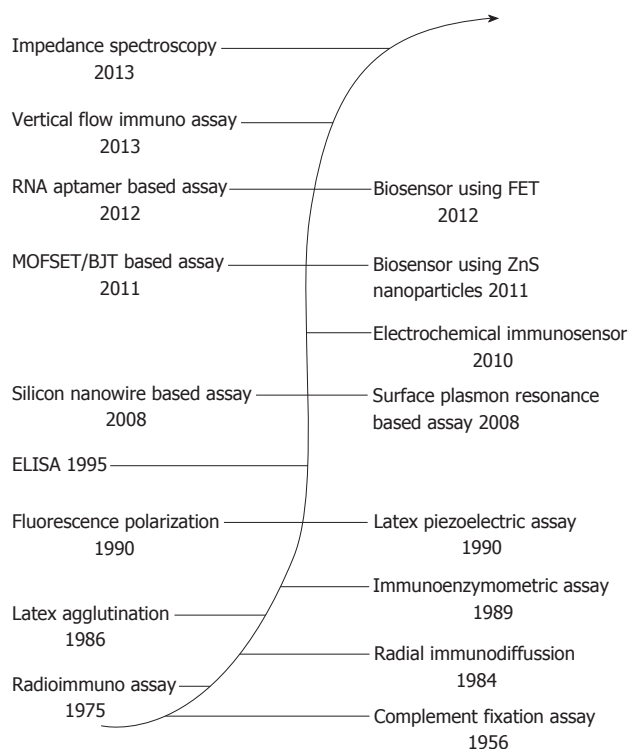 Impedance spectroscopy
2013
Vertical flow immuno assay
2013
RNA aptamer based assay
2012
Biosensor using FET
2012
MOFSET/BJT based assay
2011
Biosensor using ZnS
nanoparticles 2011
Electrochemical immunosensor
2010
Silicon nanowire based assay
2008
Surface plasmon resonance
based assay 2008
ELISA 1995
Fluorescence polarization
1990
Latex piezoelectric assay
1990
Immunoenzymometric assay
1989
Latex agglutination
1986
Radial immunodiffussion
1984
Radioimmuno assay
1975
Complement fixation assay
1956